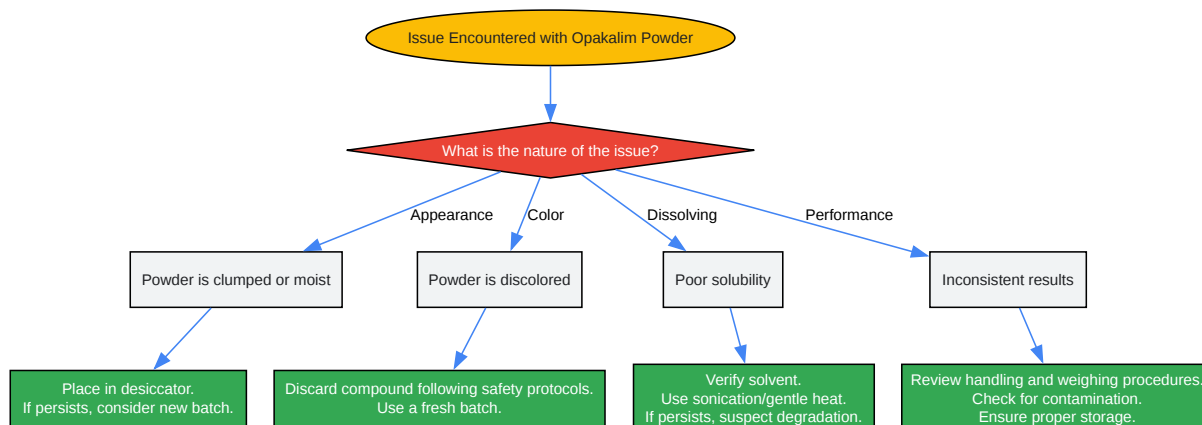 Issue Encountered with Opakalim Powder
What is the nature of the issue?
Appearance
Color
Dissolving
Performance
Powder is clumped or moist
Powder is discolored
Poor solubility
Inconsistent results
Place in desiccator.
If persists, consider new batch.
Discard compound following safety protocols.
Use a fresh batch.
Verify solvent.
Use sonication/gentle heat.
If persists, suspect degradation.
Review handling and weighing procedures.
Check for contamination.
Ensure proper storage.